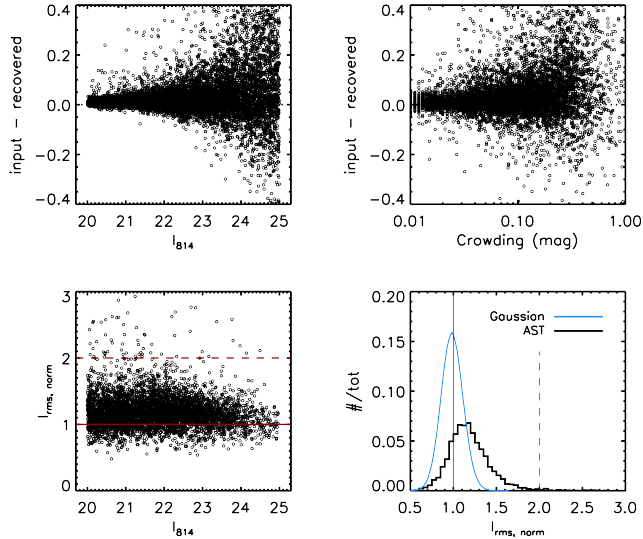 0.4
0.2
0.0
-0.2
-0.4
input - recovered
20 21 22 23 24 25
I814
0.4
0.2
0.0
-0.2
-0.4
input - recovered
0.01 0.10 1.00
Crowding (mag)
3
2
1
0
Irms, norm
20 21 22 23 24 25
I814
0.20
0.15
0.10
0.05
0.00
#/tot
Gaussian
AST
0.5 1.0 1.5 2.0 2.5 3.0
Irms, norm